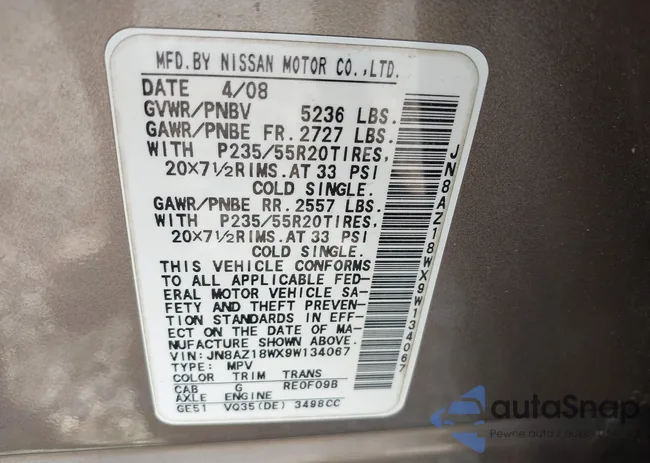 MFD.BY NISSAN MOTOR CO.,LTD.
DATE 4/08
GVWR/PNBV 5236 LBS.
GAWR/PNBE FR. 2727 LBS.
WITH P235/55R20TIRES,
20X7½RIMS.AT 33 PSI
COLD SINGLE.
GAWR/PNBE RR. 2557 LBS.
WITH P235/55R20TIRES,
20X7½RIMS.AT 33 PSI
COLD SINGLE.
THIS VEHICLE CONFORMS
TO ALL APPLICABLE FED-
ERAL MOTOR VEHICLE SA-
FETY AND THEFT PREVEN-
TION STANDARDS IN EFF-
ECT ON THE DATE OF MA-
NUFACTURE SHOWN ABOVE.
VIN: JN8AZ18WX9W134067
TYPE: MPV
COLOR TRIM TRANS
CAB G RE0F09B
AXLE ENGINE
GE51 VQ35(DE) 3498CC
JN8AZ18WX9W134067
autoSnap
Pewne auta z aukcji